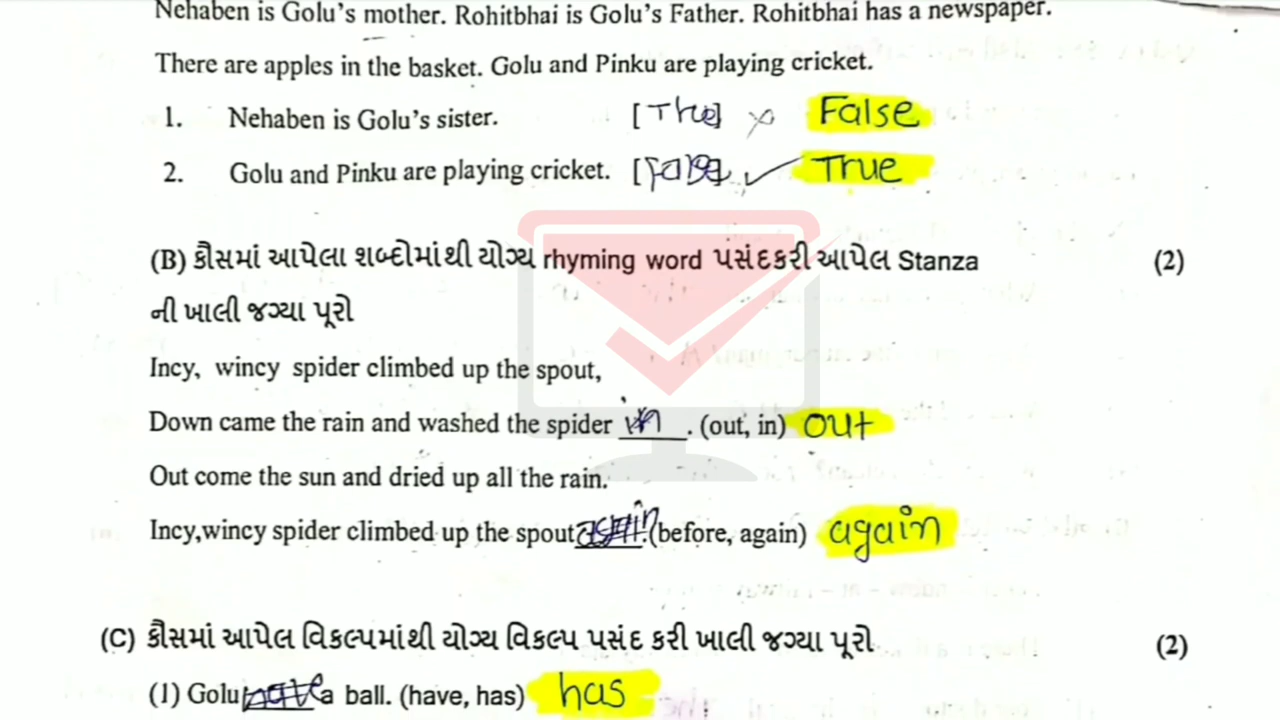 Nehaben is Golu's mother. Rohitbhai is Golu's Father. Rohitbhai has a newspaper.
There are apples in the basket. Golu and Pinku are playing cricket.
1. Nehaben is Golu's sister. [ ] False
2. Golu and Pinku are playing cricket. [ ] ✓ True
(B) કૌસમાં આપેલા શબ્દોમાંથી યોગ્ય rhyming word પસંદકરી આપેલ Stanza (2)
ની ખાલી જગ્યા પૂરો
Incy, wincy spider climbed up the spout,
Down came the rain and washed the spider in. (out, in) out
Out come the sun and dried up all the rain.
Incy,wincy spider climbed up the spout again.(before, again) again
(C) કૌસમાં આપેલ વિકલ્પમાંથી યોગ્ય વિકલ્પ પસંદ કરી ખાલી જગ્યા પૂરો (2)
(1) Golu have a ball. (have, has) has